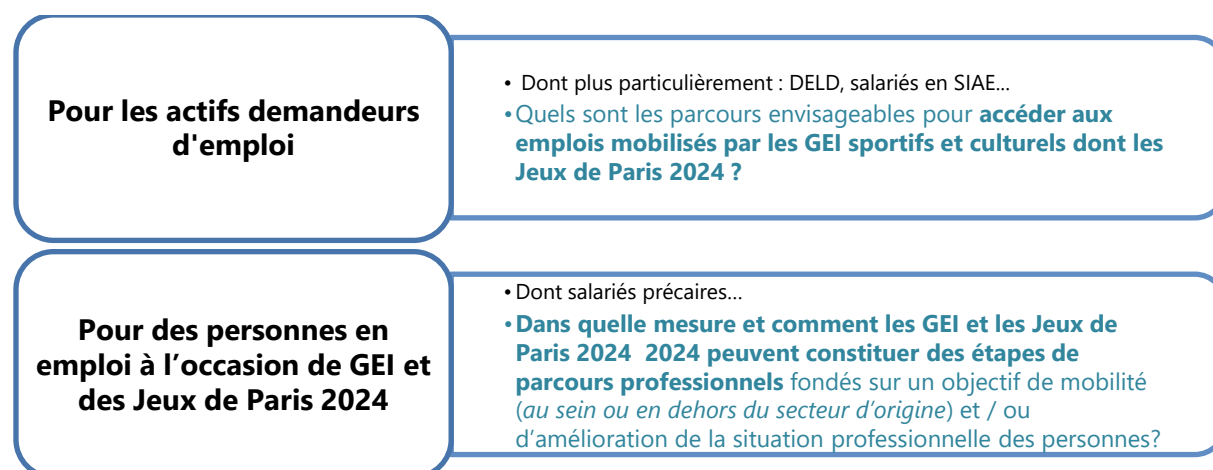 Pour les actifs demandeurs
d'emploi
• Dont plus particulièrement : DELD, salariés en SIAE...
• Quels sont les parcours envisageables pour accéder aux
emplois mobilisés par les GEI sportifs et culturels dont les
Jeux de Paris 2024 ?
Pour des personnes en
emploi à l’occasion de GEI et
des Jeux de Paris 2024
• Dont salariés précaires...
• Dans quelle mesure et comment les GEI et les Jeux de
Paris 2024 2024 peuvent constituer des étapes de
parcours professionnels fondés sur un objectif de mobilité
(au sein ou en dehors du secteur d’origine) et / ou
d’amélioration de la situation professionnelle des personnes?